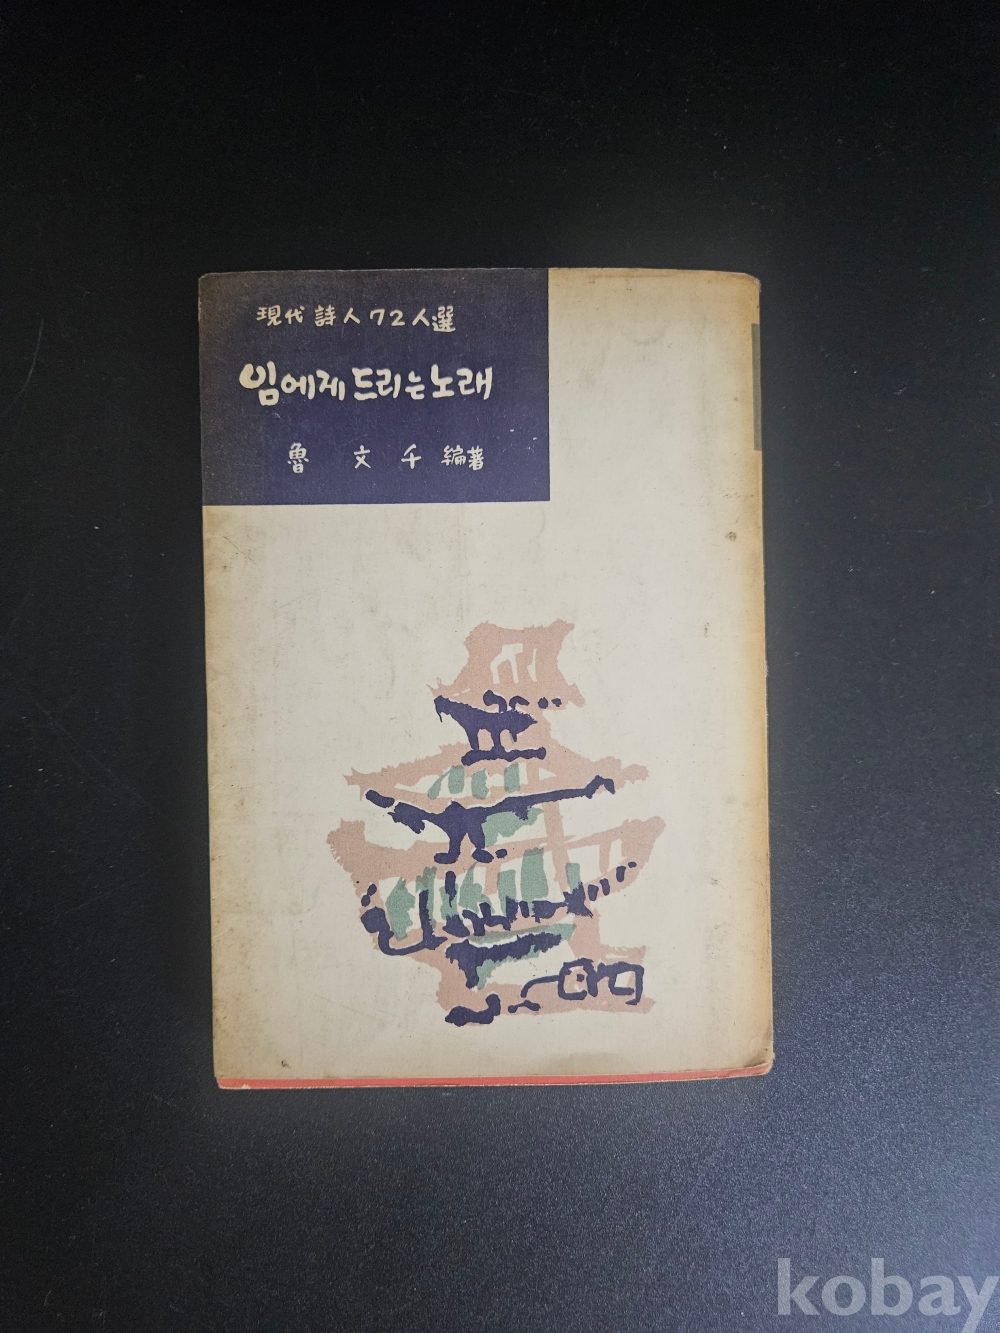 現代 詩人 72人選
임에게 드리는 노래
魯 文 千 編著
kobay